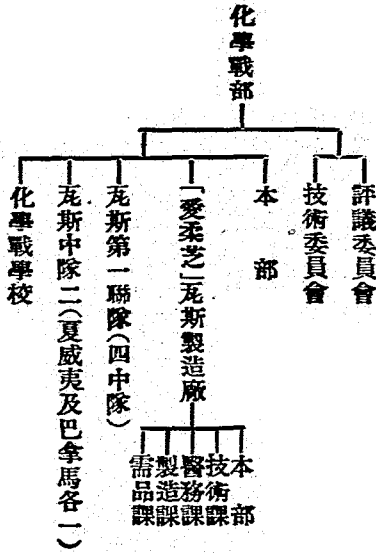 化學戰部
評議委員會
技術委員會
本部
「愛柔芝」瓦斯製造廠
本部
技術課
醫務課
製造課
需品課
瓦斯第一聯隊(四中隊)
瓦斯中隊二(夏威夷及巴拿馬各一)
化學戰學校